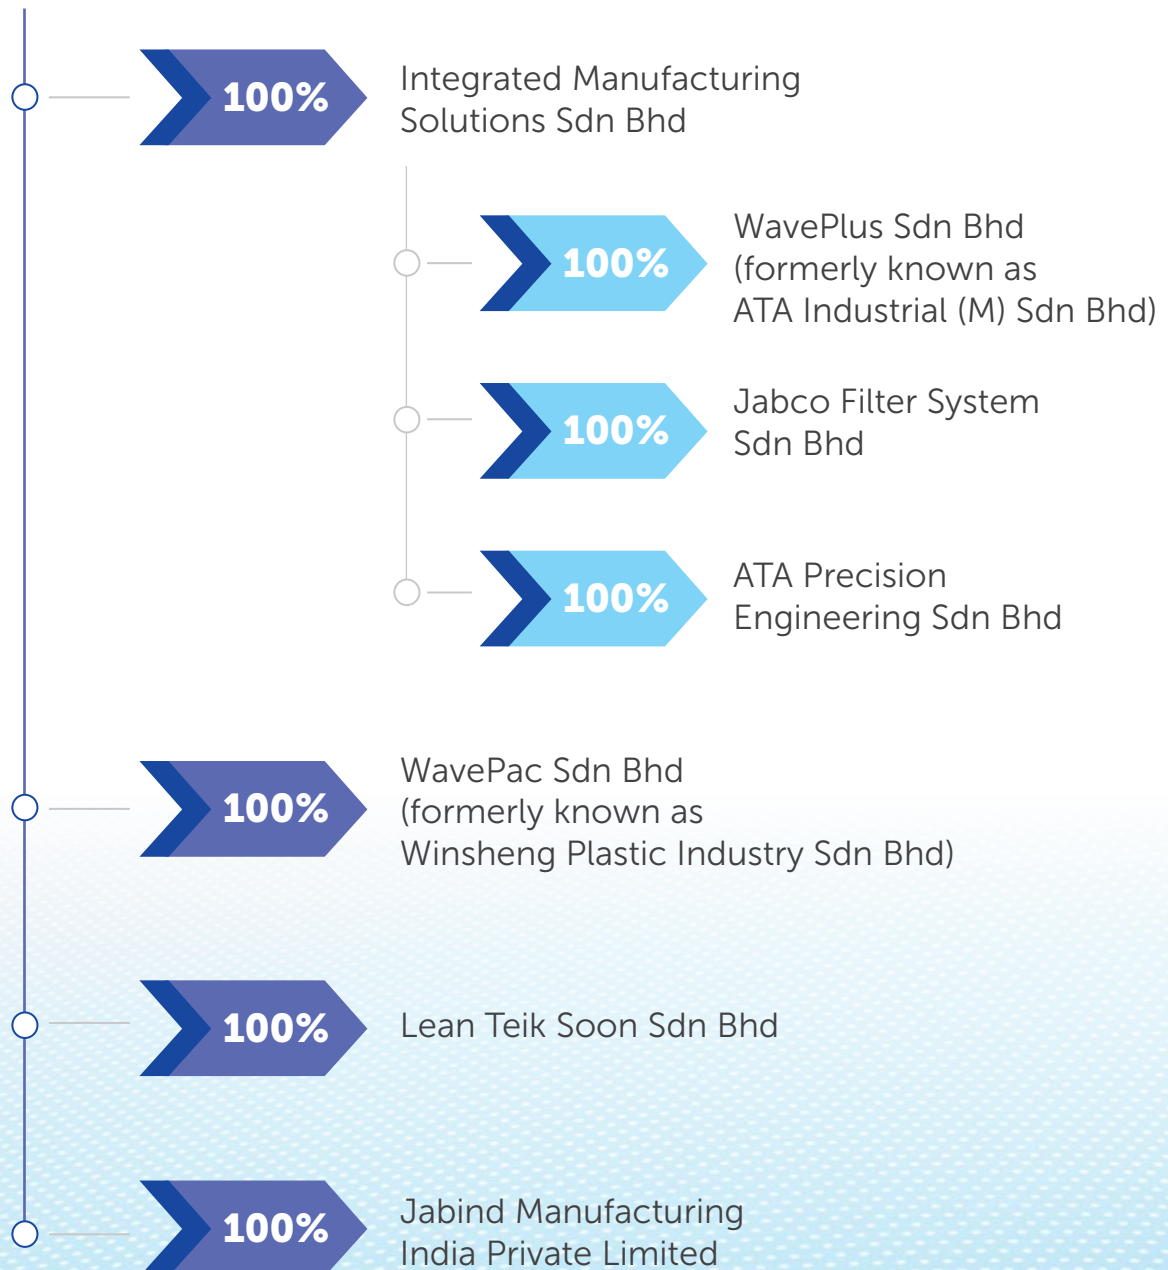 100%
Integrated Manufacturing
Solutions Sdn Bhd
100%
WavePlus Sdn Bhd
(formerly known as
ATA Industrial (M) Sdn Bhd)
100%
Jabco Filter System
Sdn Bhd
100%
ATA Precision
Engineering Sdn Bhd
100%
WavePac Sdn Bhd
(formerly known as
Winsheng Plastic Industry Sdn Bhd)
100%
Lean Teik Soon Sdn Bhd
100%
Jabind Manufacturing
India Private Limited